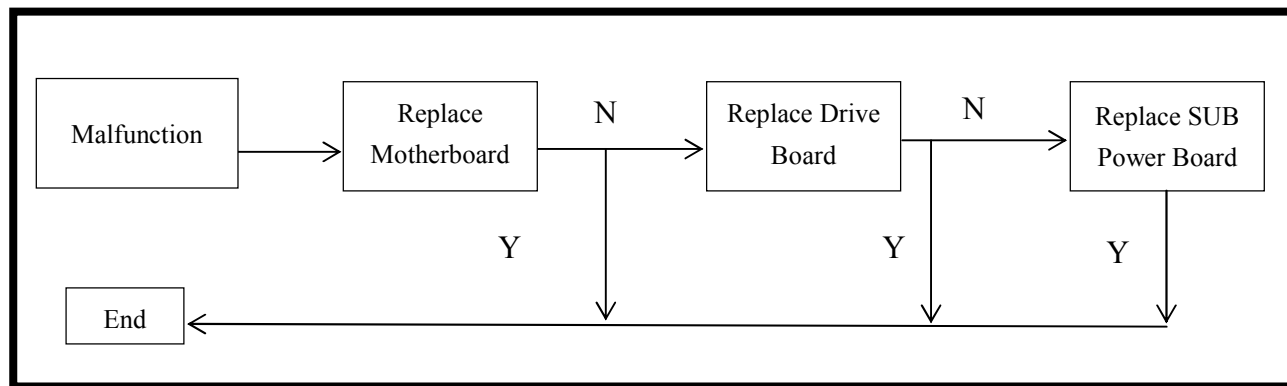 Malfunction
Replace
Motherboard
N
Replace Drive
Board
N
Replace SUB
Power Board
Y
Y
Y
End